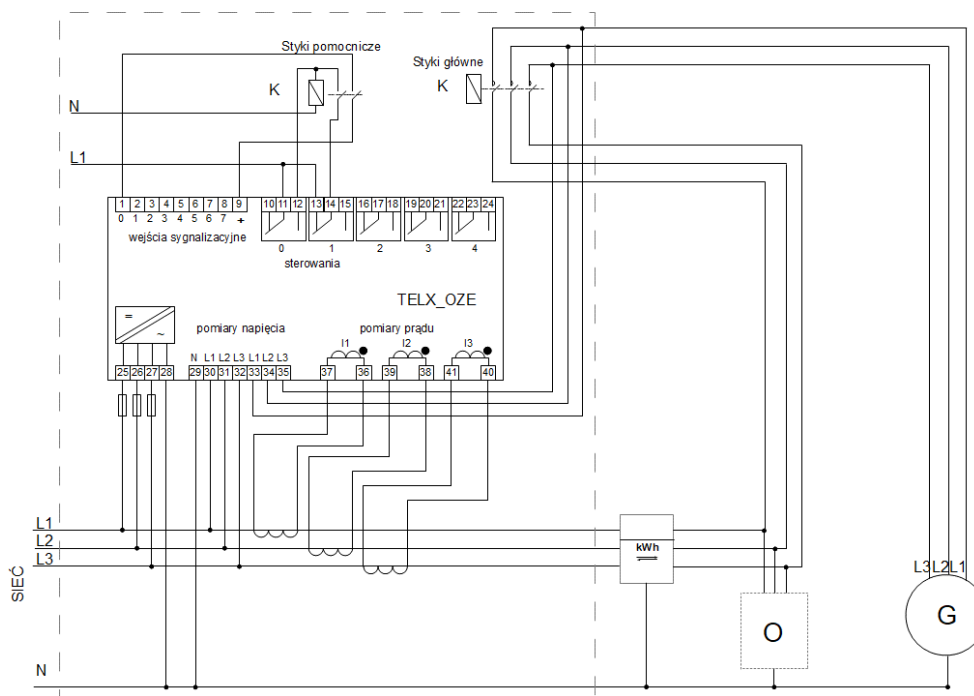 Styki pomocnicze
Styki główne
K
K
N
L1
1 2 3 4 5 6 7 8 9 10 11 12 13 14 15 16 17 18 19 20 21 22 23 24
0 1 2 3 4 5 6 7 +
wejścia sygnalizacyjne
0 1 2 3 4
sterowania
TELX_OZE
=
~
pomiary napięcia
pomiary prądu
I1 I2 I3
N L1 L2 L3 L1 L2 L3
25 26 27 28 29 30 31 32 33 34 35 37 36 39 38 41 40
L1
L2
L3
kWh
SIEĆ
L3 L2 L1
G
O
N